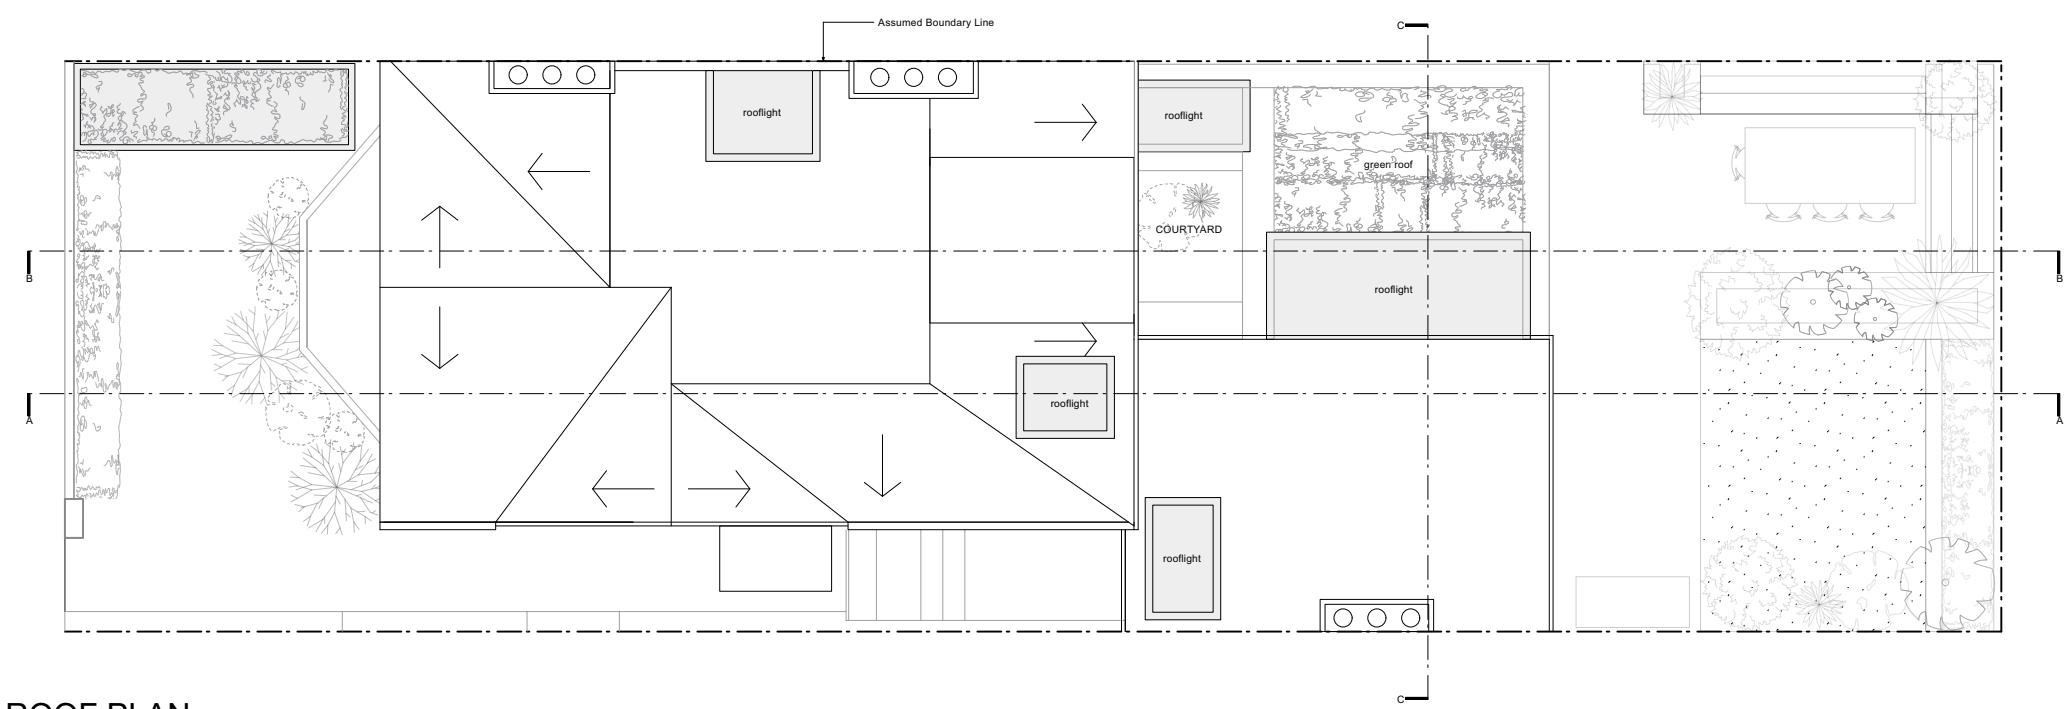 Assumed Boundary Line
C
rooflight
rooflight
green roof
COURTYARD
B
rooflight
B
rooflight
A
A
rooflight
C
ROOF PLAN